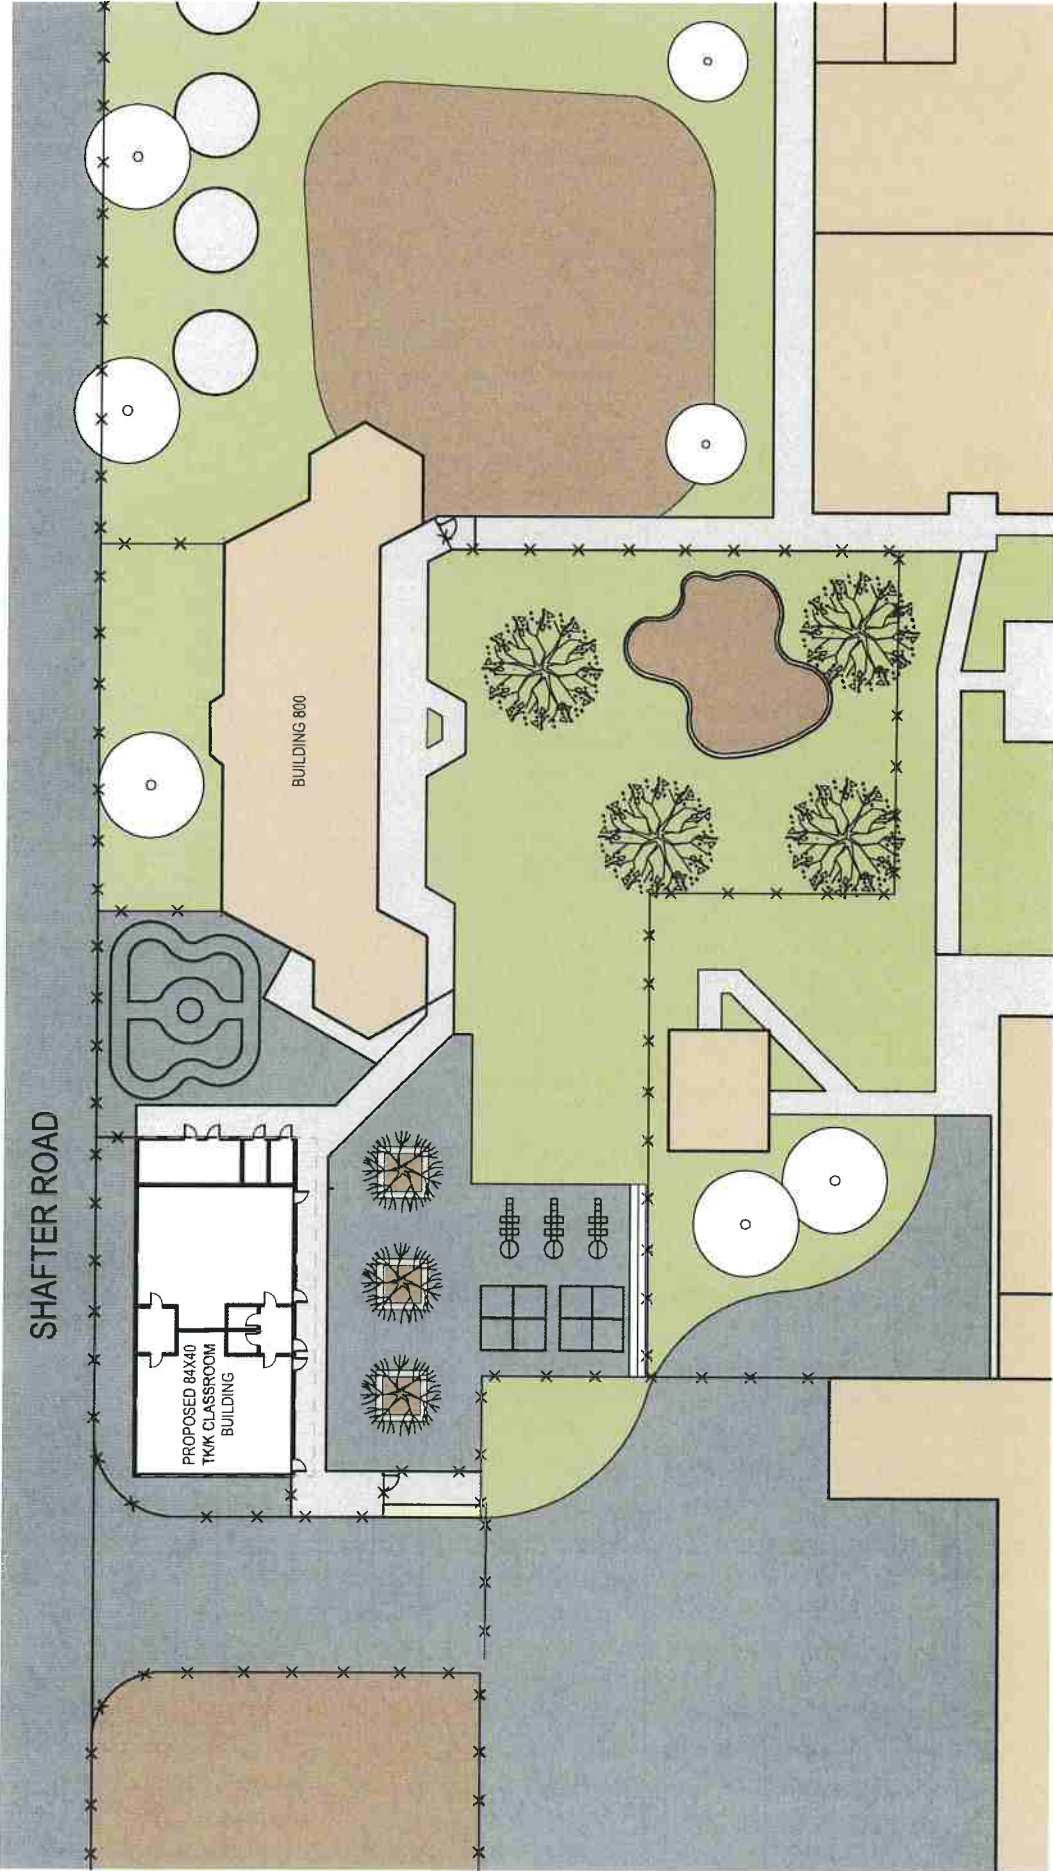 SHAFTER ROAD
BUILDING 800
PROPOSED 84X40
TK/K CLASSROOM
BUILDING